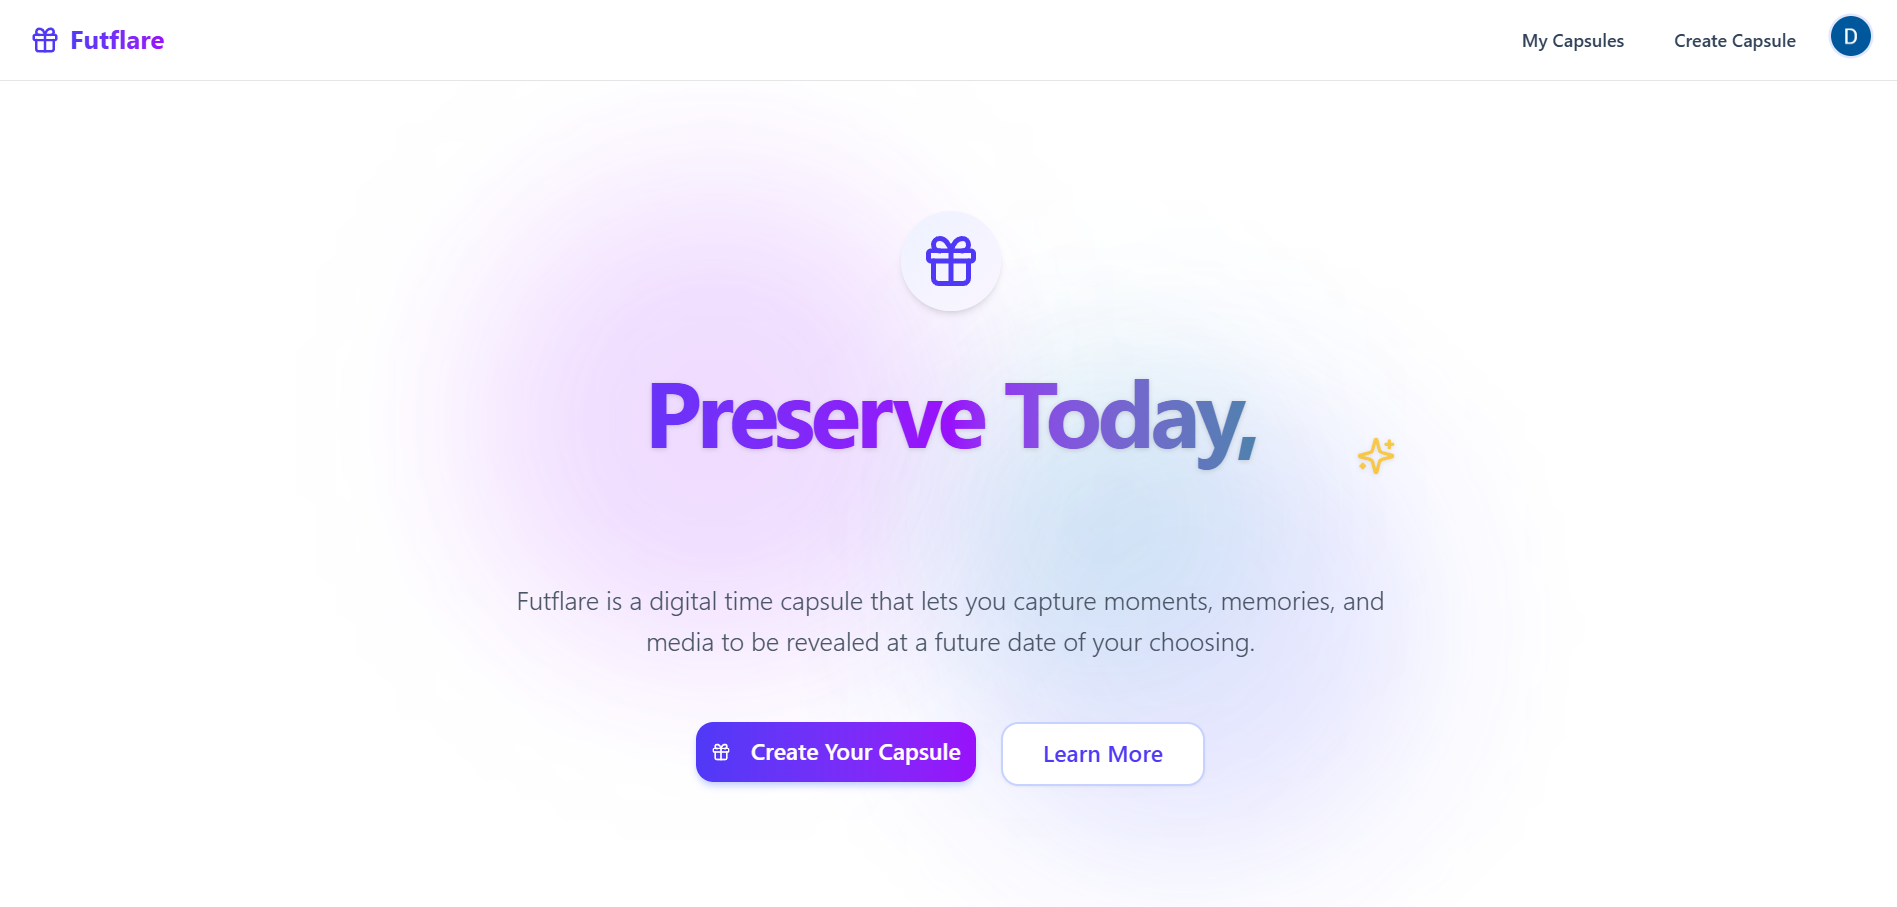 Futflare
My Capsules
Create Capsule
D
Preserve Today,
Futflare is a digital time capsule that lets you capture moments, memories, and
media to be revealed at a future date of your choosing.
Create Your Capsule
Learn More